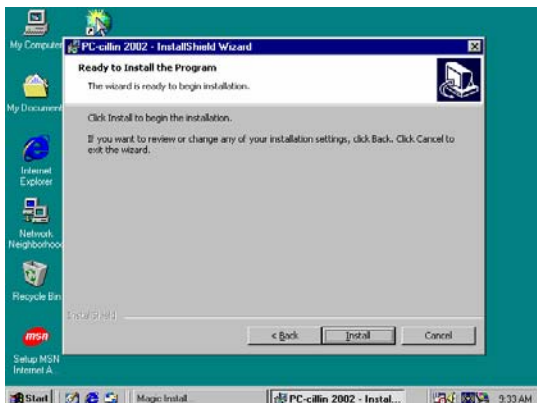 My Computer
PC-cillin 2002 - InstallShield Wizard
Ready to Install the Program
The wizard is ready to begin installation.
My Document
Click Install to begin the installation.
If you want to review or change any of your installation settings, click Back. Click Cancel to
exit the wizard.
Internet
Explorer
Network
Neighborhoo
Recycle Bin
InstallShield
< Back
Install
Cancel
msn
Setup MSN
Internet A...
Start
Magic Install...
PC-cillin 2002 - Instal...
9:33 AM